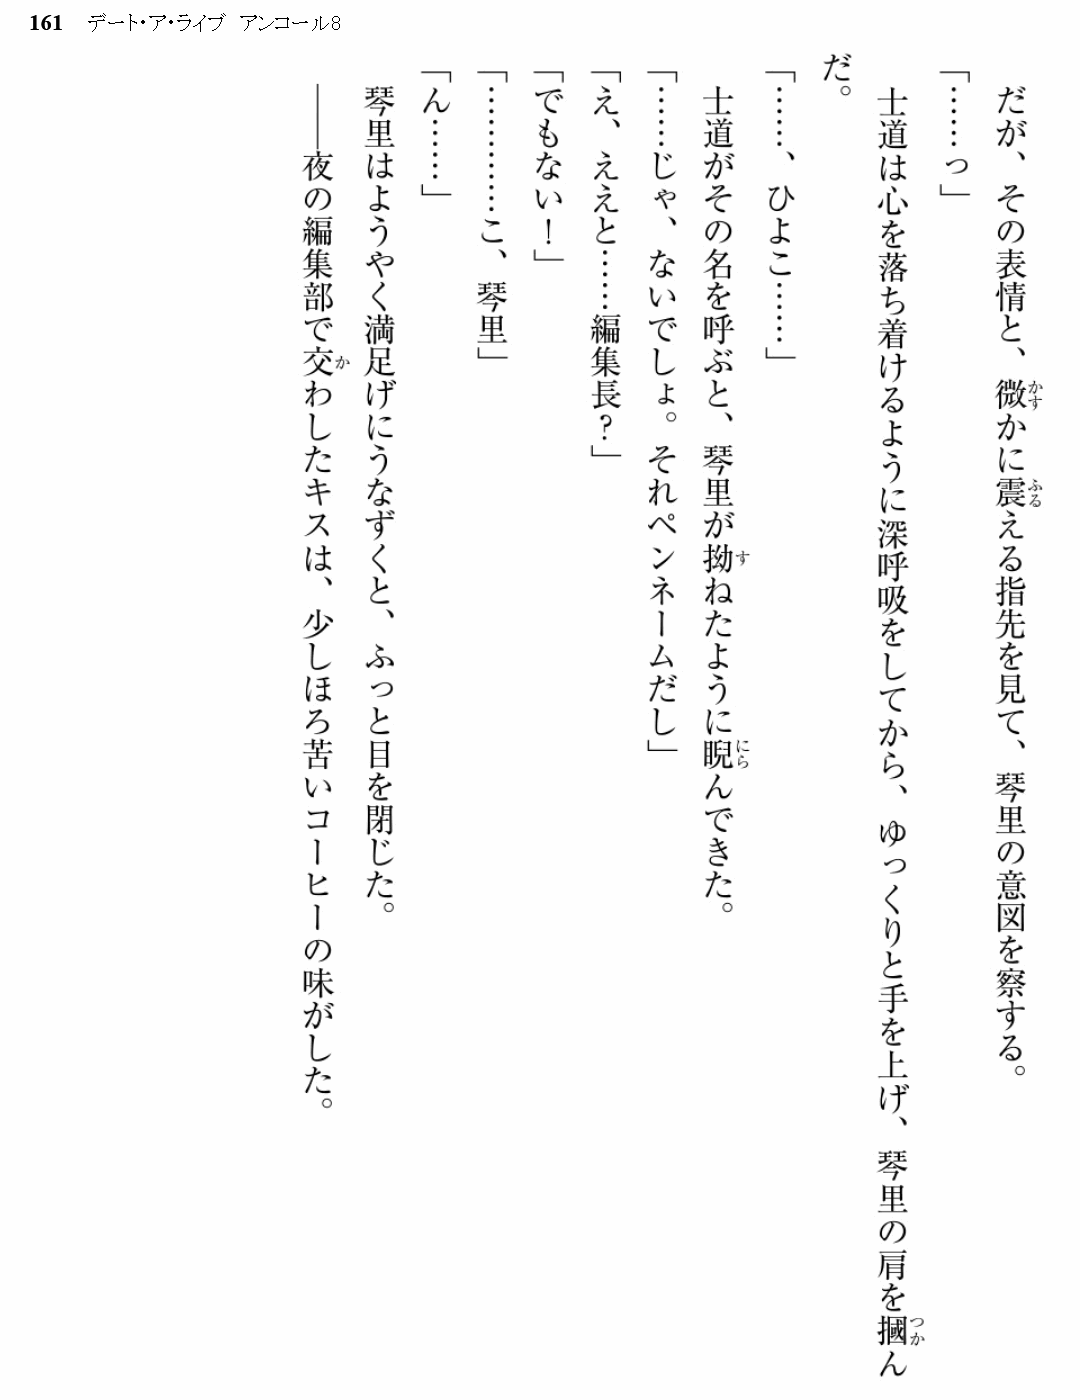 161 デート・ア・ライブ アンコール8
だが、その表情と、微かに震える指先を見て、琴里の意図を察する。
「……っ」
士道は心を落ち着けるように深呼吸をしてから、ゆっくりと手を上げ、琴里の肩を摑ん
だ。
「……、ひよこ……」
士道がその名を呼ぶと、琴里が拗ねたように睨んできた。
「……じゃ、ないでしょ。それペンネームだし」
「え、ええと……編集長？」
「でもない！」
「…………こ、琴里」
「ん……」
琴里はようやく満足げにうなずくと、ふっと目を閉じた。
――夜の編集部で交わしたキスは、少しほろ苦いコーヒーの味がした。